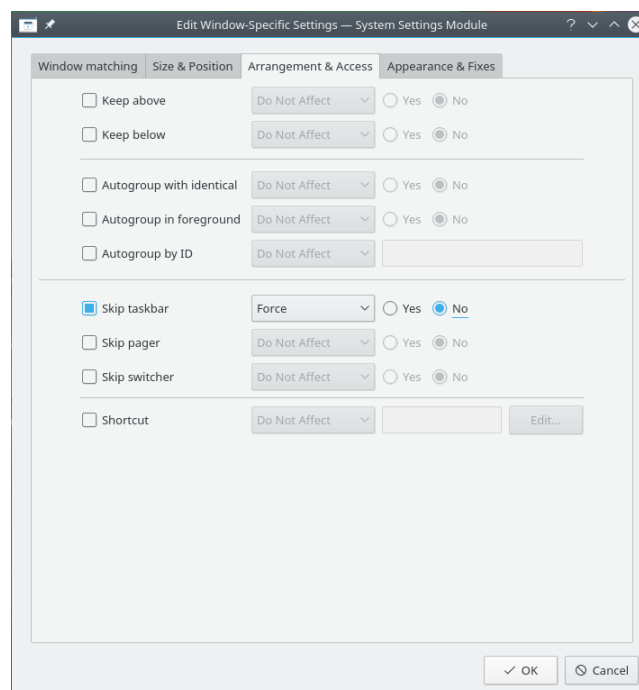 Edit Window-Specific Settings — System Settings Module ?
Window matching Size & Position Arrangement & Access Appearance & Fixes
Keep above Do Not Affect Yes No
Keep below Do Not Affect Yes No
Autogroup with identical Do Not Affect Yes No
Autogroup in foreground Do Not Affect Yes No
Autogroup by ID Do Not Affect
Skip taskbar Force Yes No
Skip pager Do Not Affect Yes No
Skip switcher Do Not Affect Yes No
Shortcut Do Not Affect Edit...
OK Cancel